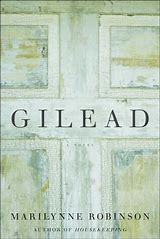 GILEAD
A NOVEL
MARILYNNE ROBINSON
AUTHOR OF HOUSEKEEPING